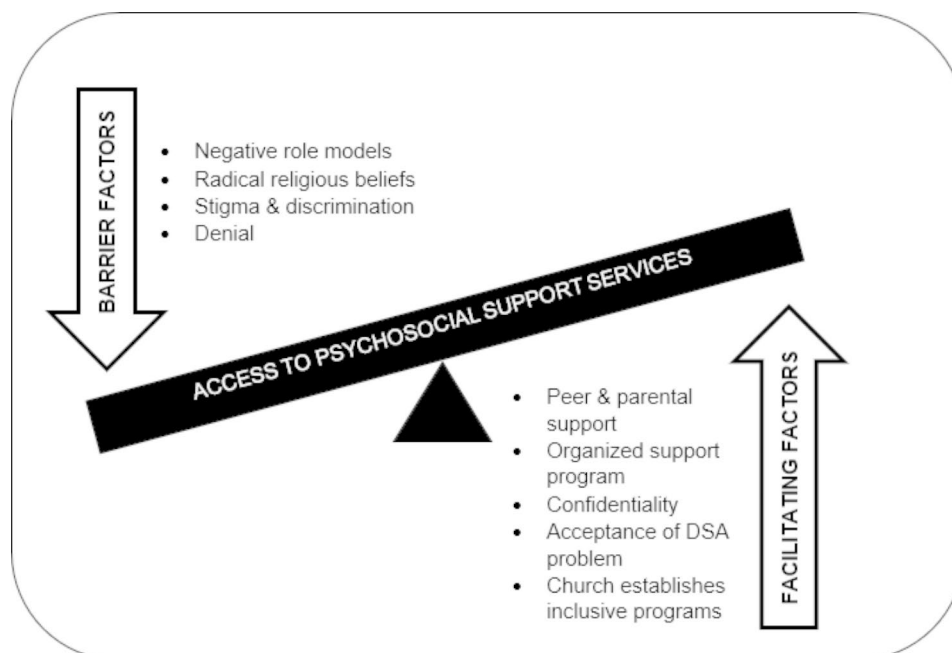 BARRIER FACTORS
• Negative role models
• Radical religious beliefs
• Stigma & discrimination
• Denial
ACCESS TO PSYCHOSOCIAL SUPPORT SERVICES
• Peer & parental
support
• Organized support
program
• Confidentiality
• Acceptance of DSA
problem
• Church establishes
inclusive programs
FACILITATING FACTORS